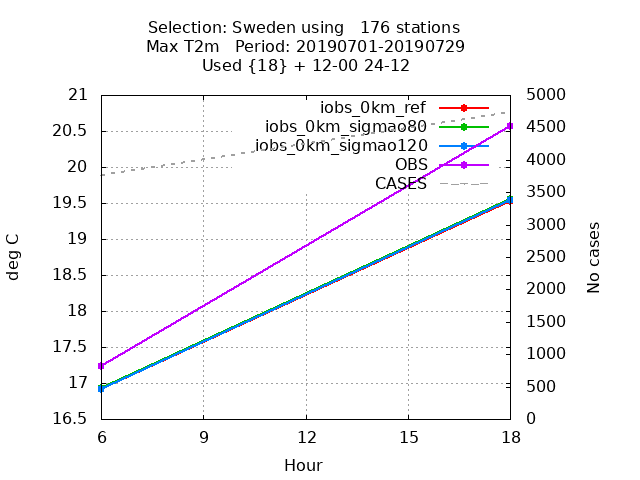 Selection: Sweden using   176 stations
Max T2m   Period: 20190701-20190729
Used {18} + 12-00 24-12
iobs_0km_ref
iobs_0km_sigmao80
iobs_0km_sigmao120
OBS
CASES
21
20.5
20
19.5
19
18.5
18
17.5
17
16.5
5000
4500
4000
3500
3000
2500
2000
1500
1000
500
0
deg C
No cases
6 9 12 15 18
Hour